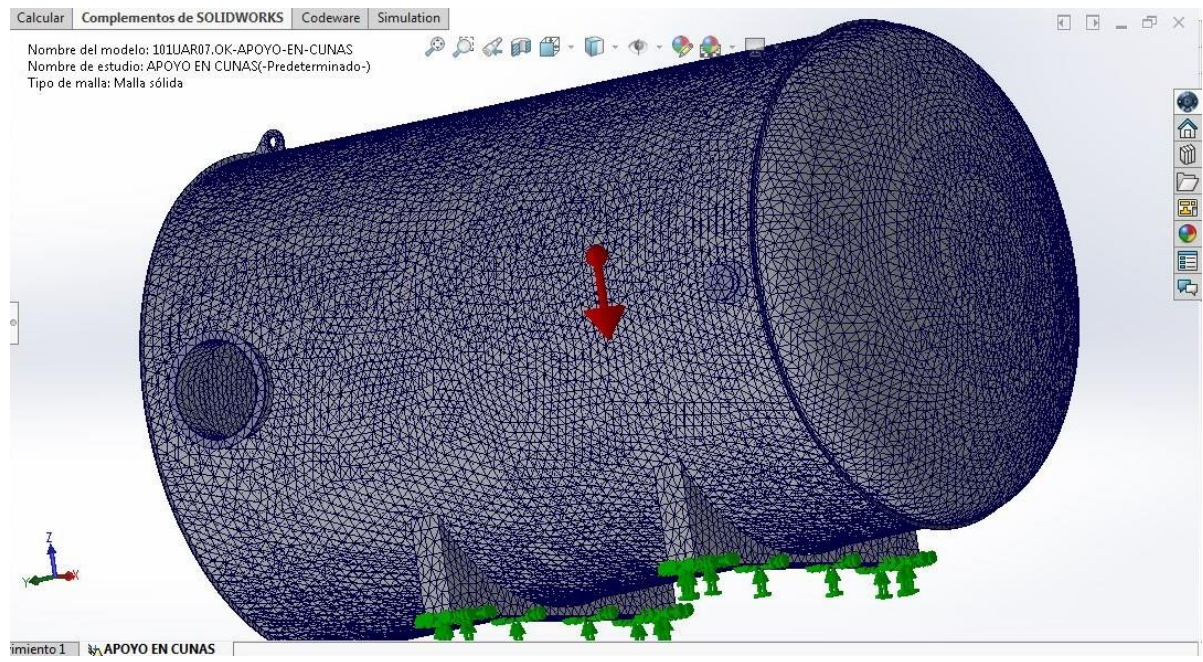 Calcular Complementos de SOLIDWORKS Codeware Simulation
Nombre del modelo: 101UAR07.OK-APOYO-EN-CUNAS
Nombre de estudio: APOYO EN CUNAS(-Predeterminado-)
Tipo de malla: Malla sólida
Z
Y X
imiento 1 APOYO EN CUNAS